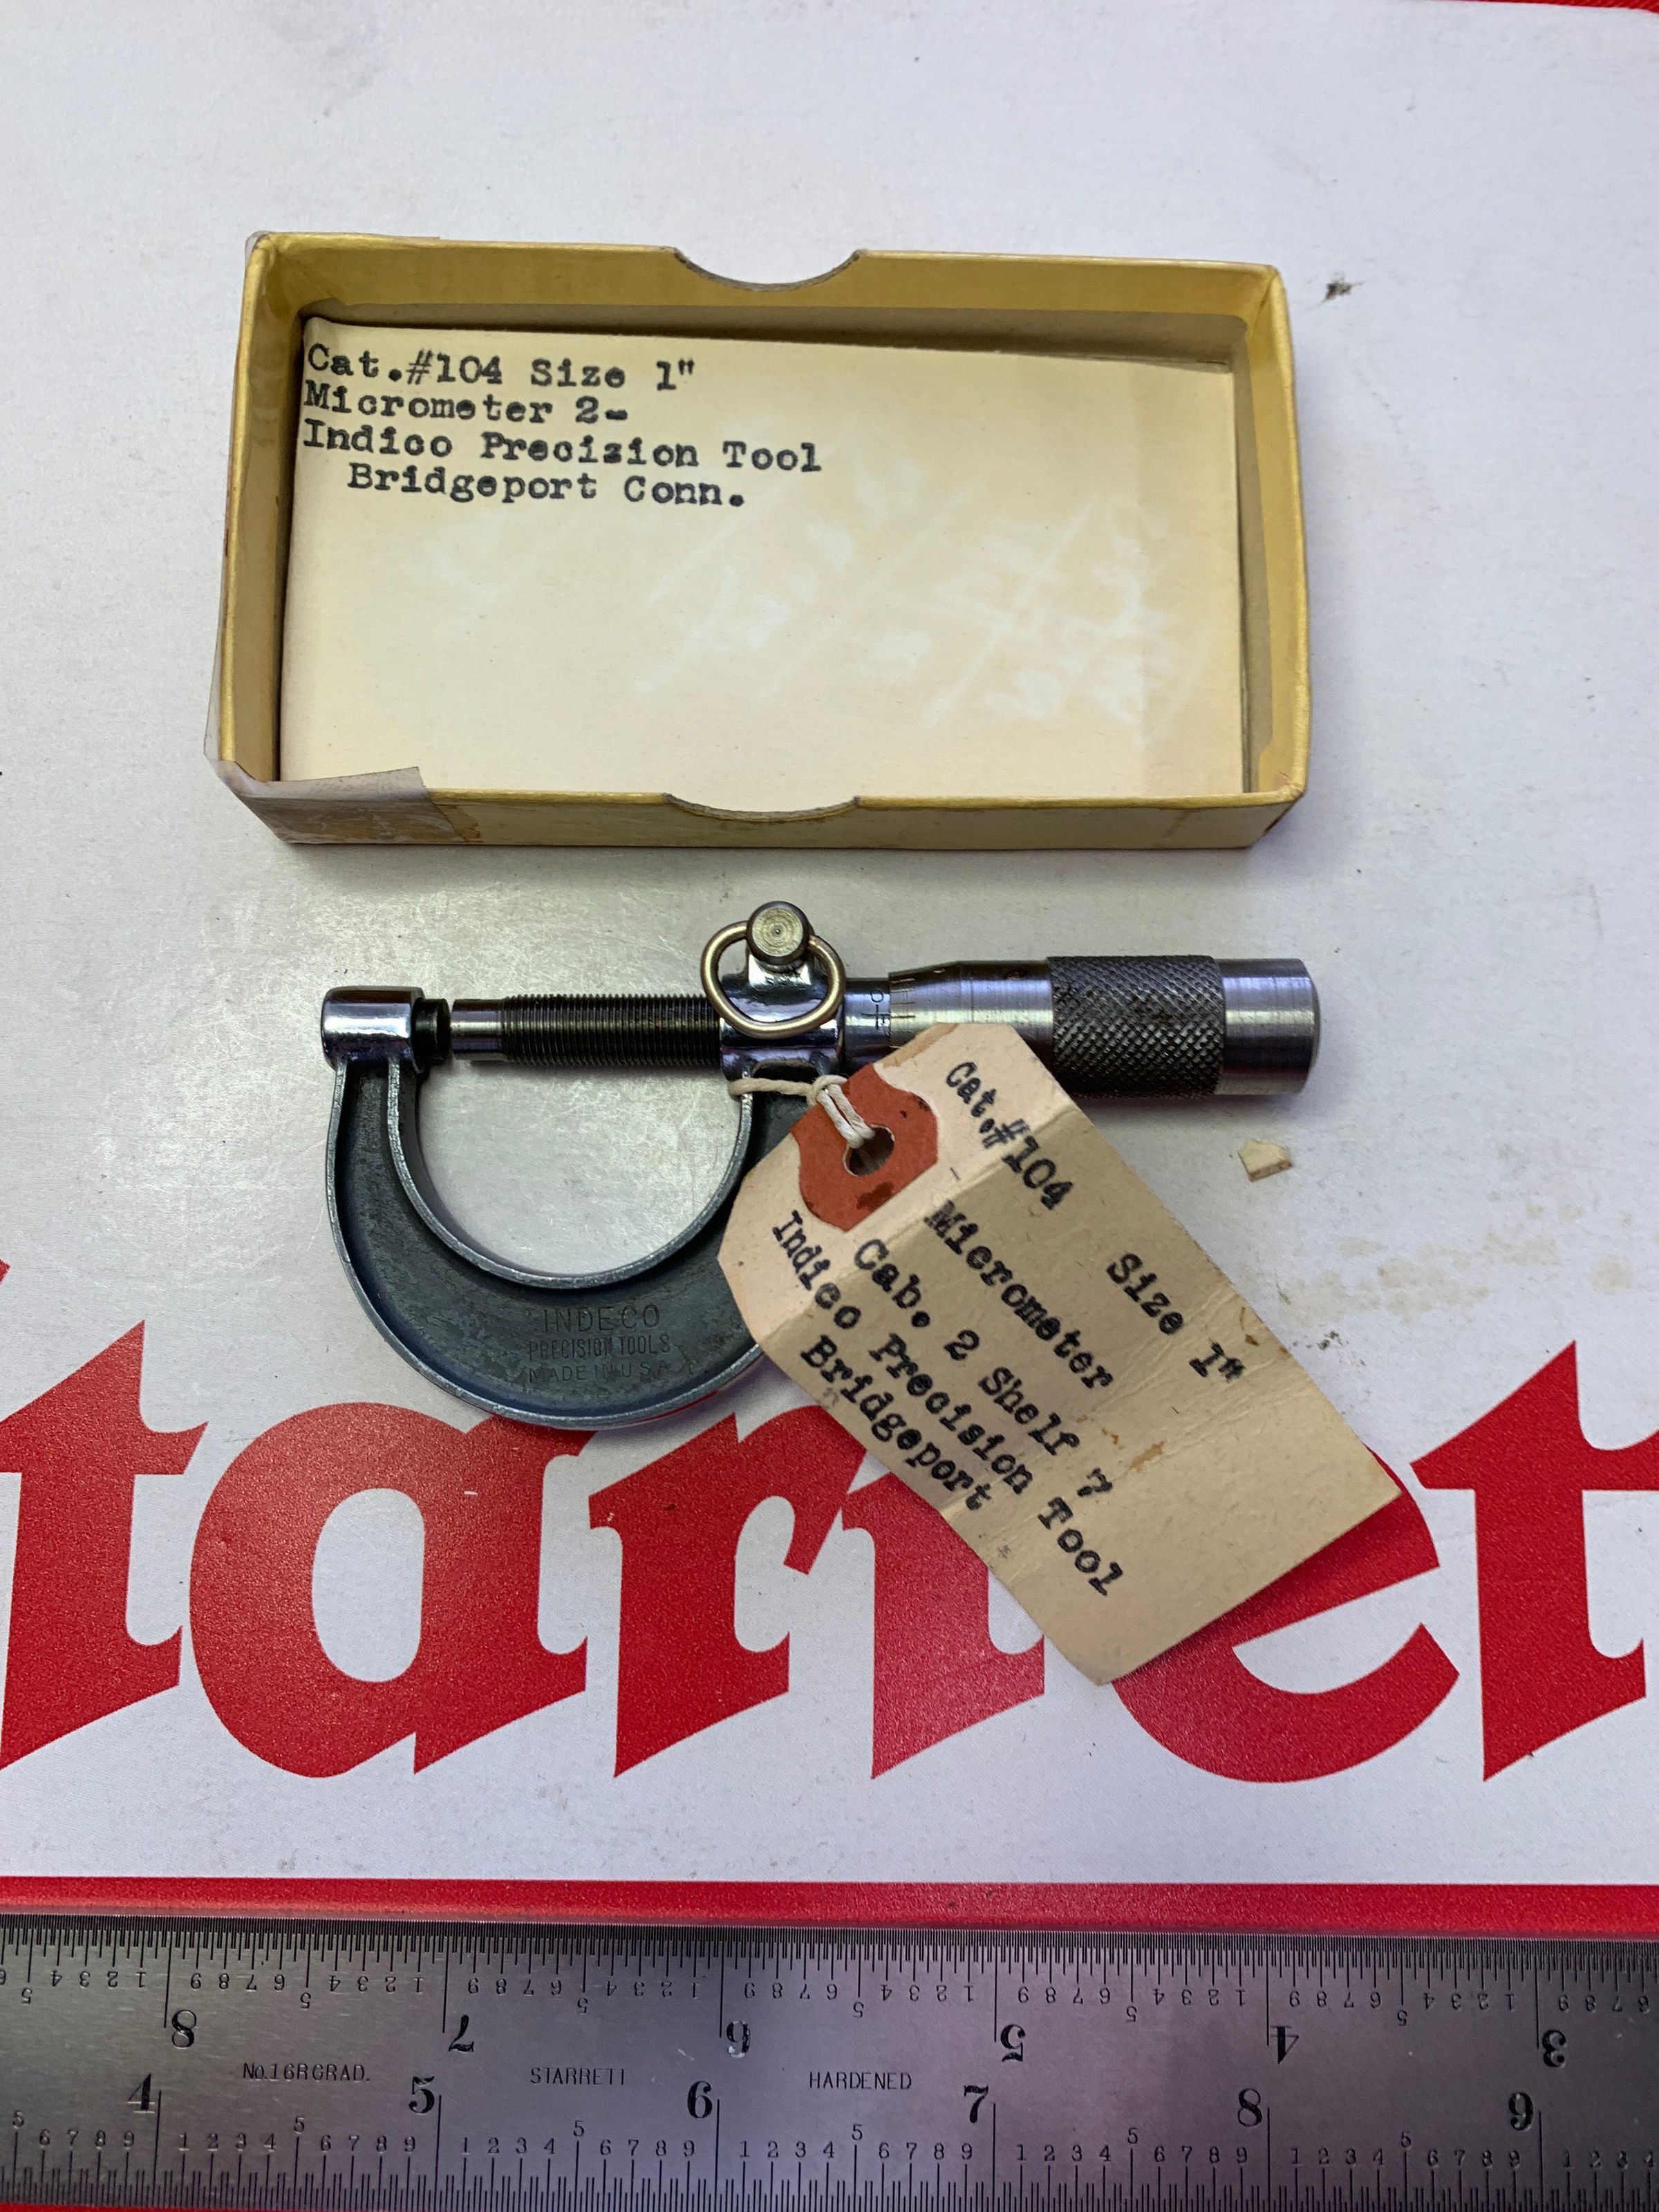 Cat.#104 Size 1"
Micrometer 2-
Indico Precizion Tool
Bridgeport Conn.
Cat.#104 Size 1"
Micrometer
Cab. 2 Shelf 7
Indico Precision Tool
Bridgeport
INDECO
PRECISION TOOLS
MADE IN U.S.A.
tarret
8 7 6 5 4 3
No.16R GRAD. STARRETT HARDENED
4 5 6 7 8 9